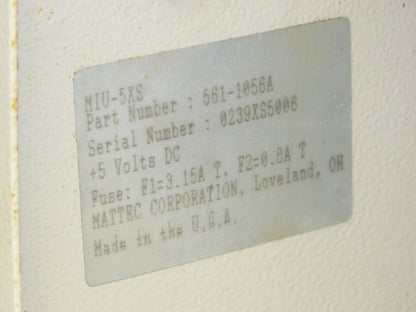 MIU-5XS
Part Number : 561-1056A
Serial Number : 0239XS5006
+5 Volts DC
Fuse: F1=3.15A T, F2=0.6A T
MATTEC CORPORATION, Loveland, OH
Made in the U.S.A.